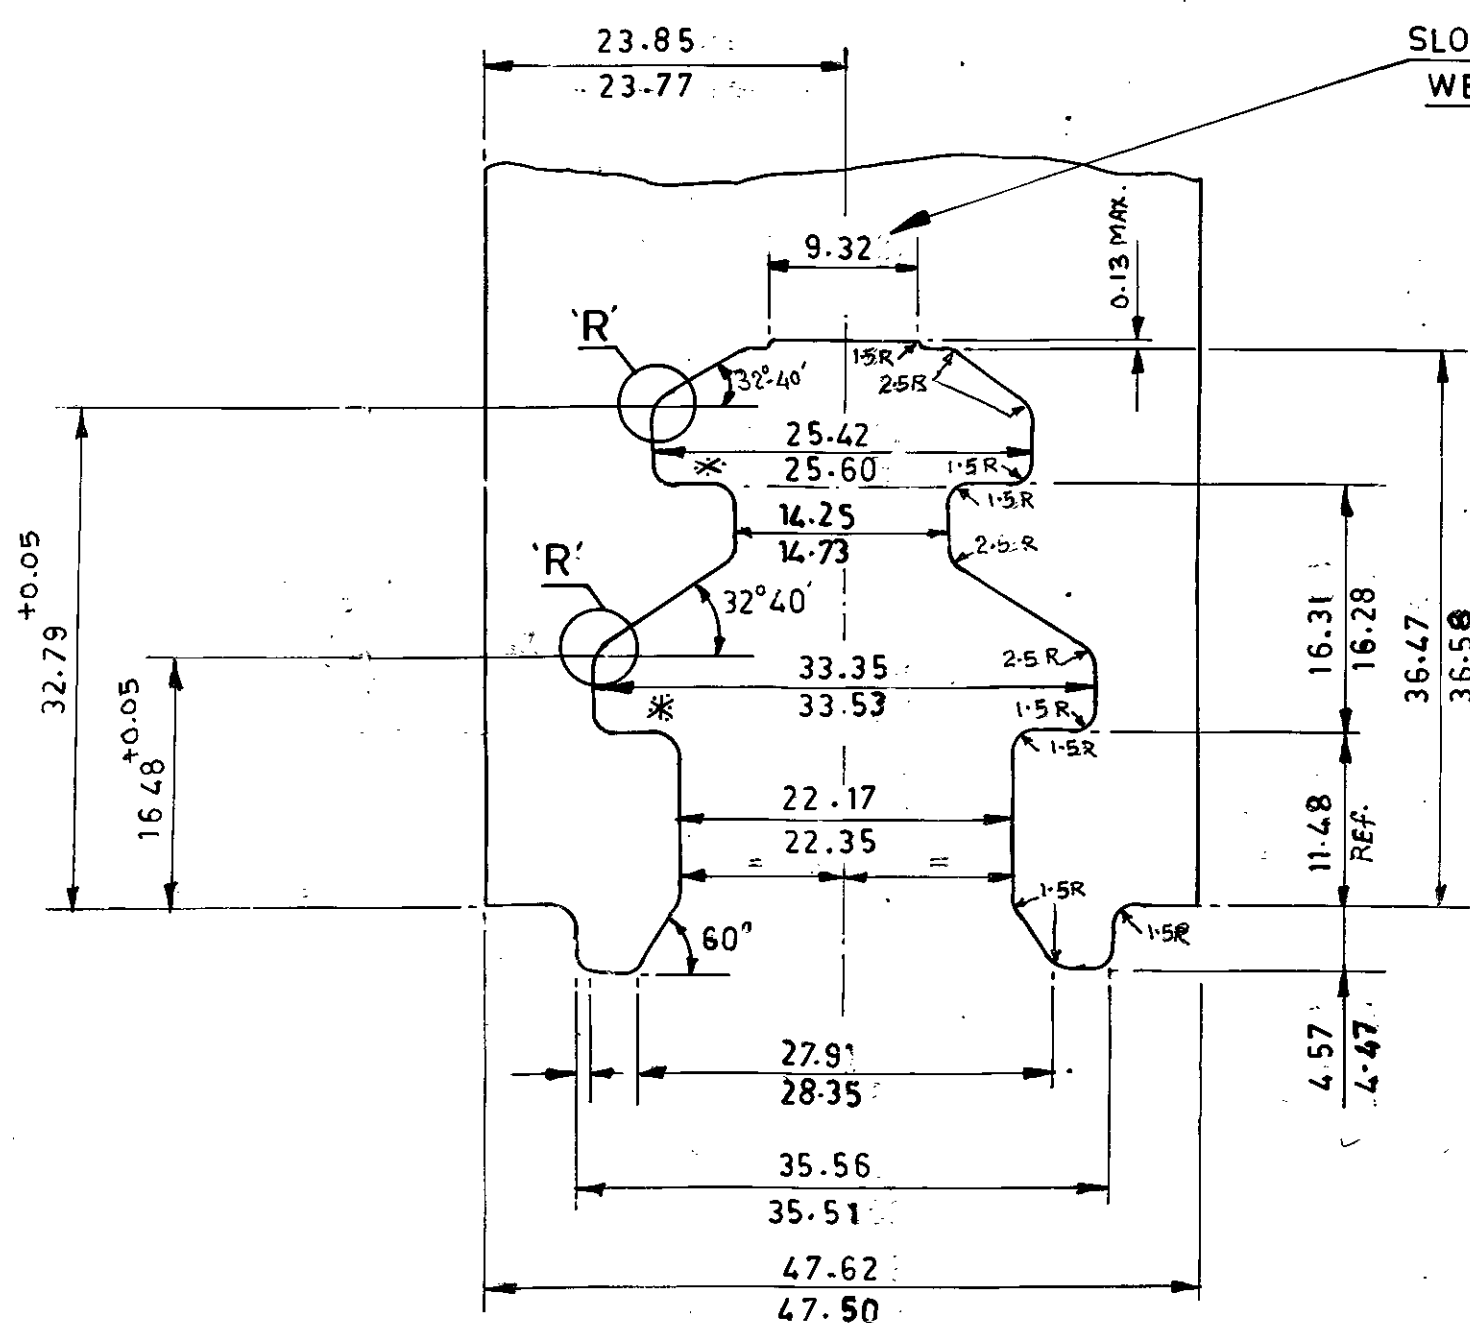 23.85
23.77
SLO
WE
9.32
0.13 MAX.
'R'
1.5R
2.5R
32°-40'
25.42
25.60
※
1.5R
1.5R
14.25
14.73
2.5R
'R'
32°40'
32.79 +0.05
16.48 +0.05
2.5R
33.35
33.53
※
1.5R
1.5R
16.31
16.28
36.47
36.58
22.17
22.35
=
=
11.48
REF.
1.5R
1.5R
60°
27.91
28.35
4.57
4.47
35.56
35.51
47.62
47.50